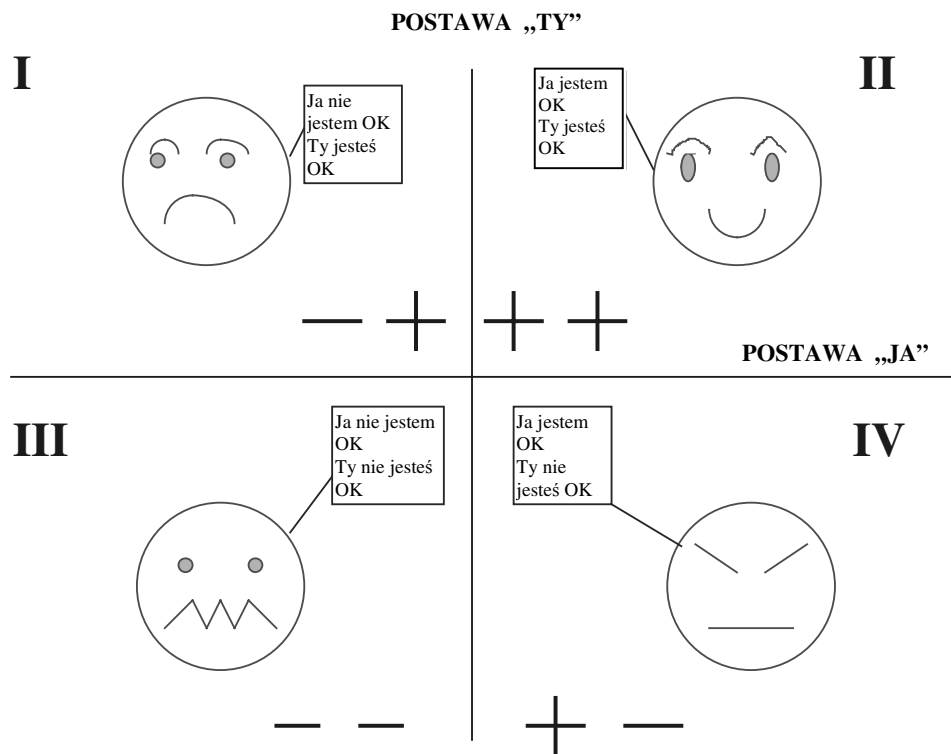 POSTAWA „TY”
I
Ja nie
jestem OK
Ty jesteś
OK
II
Ja jestem
OK
Ty jesteś
OK
— + + +
POSTAWA „JA”
III
Ja nie jestem
OK
Ty nie jesteś
OK
IV
Ja jestem
OK
Ty nie
jesteś OK
— — + —